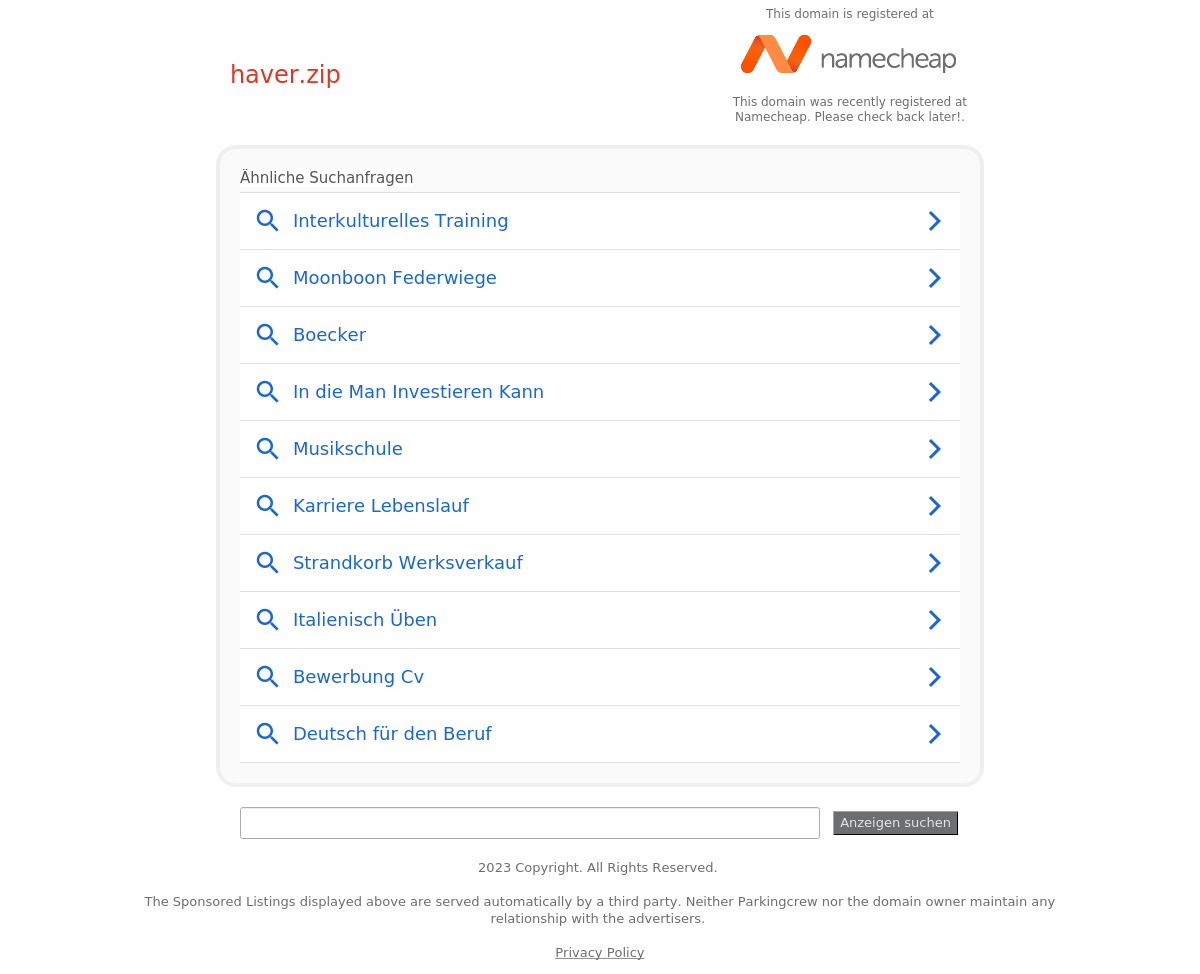 This domain is registered at
namecheap
haver.zip
This domain was recently registered at
Namecheap. Please check back later!.
Ähnliche Suchanfragen
Interkulturelles Training
Moonboon Federwiege
Boecker
In die Man Investieren Kann
Musikschule
Karriere Lebenslauf
Strandkorb Werksverkauf
Italienisch Üben
Bewerbung Cv
Deutsch für den Beruf
Anzeigen suchen
2023 Copyright. All Rights Reserved.
The Sponsored Listings displayed above are served automatically by a third party. Neither Parkingcrew nor the domain owner maintain any
relationship with the advertisers.
Privacy Policy